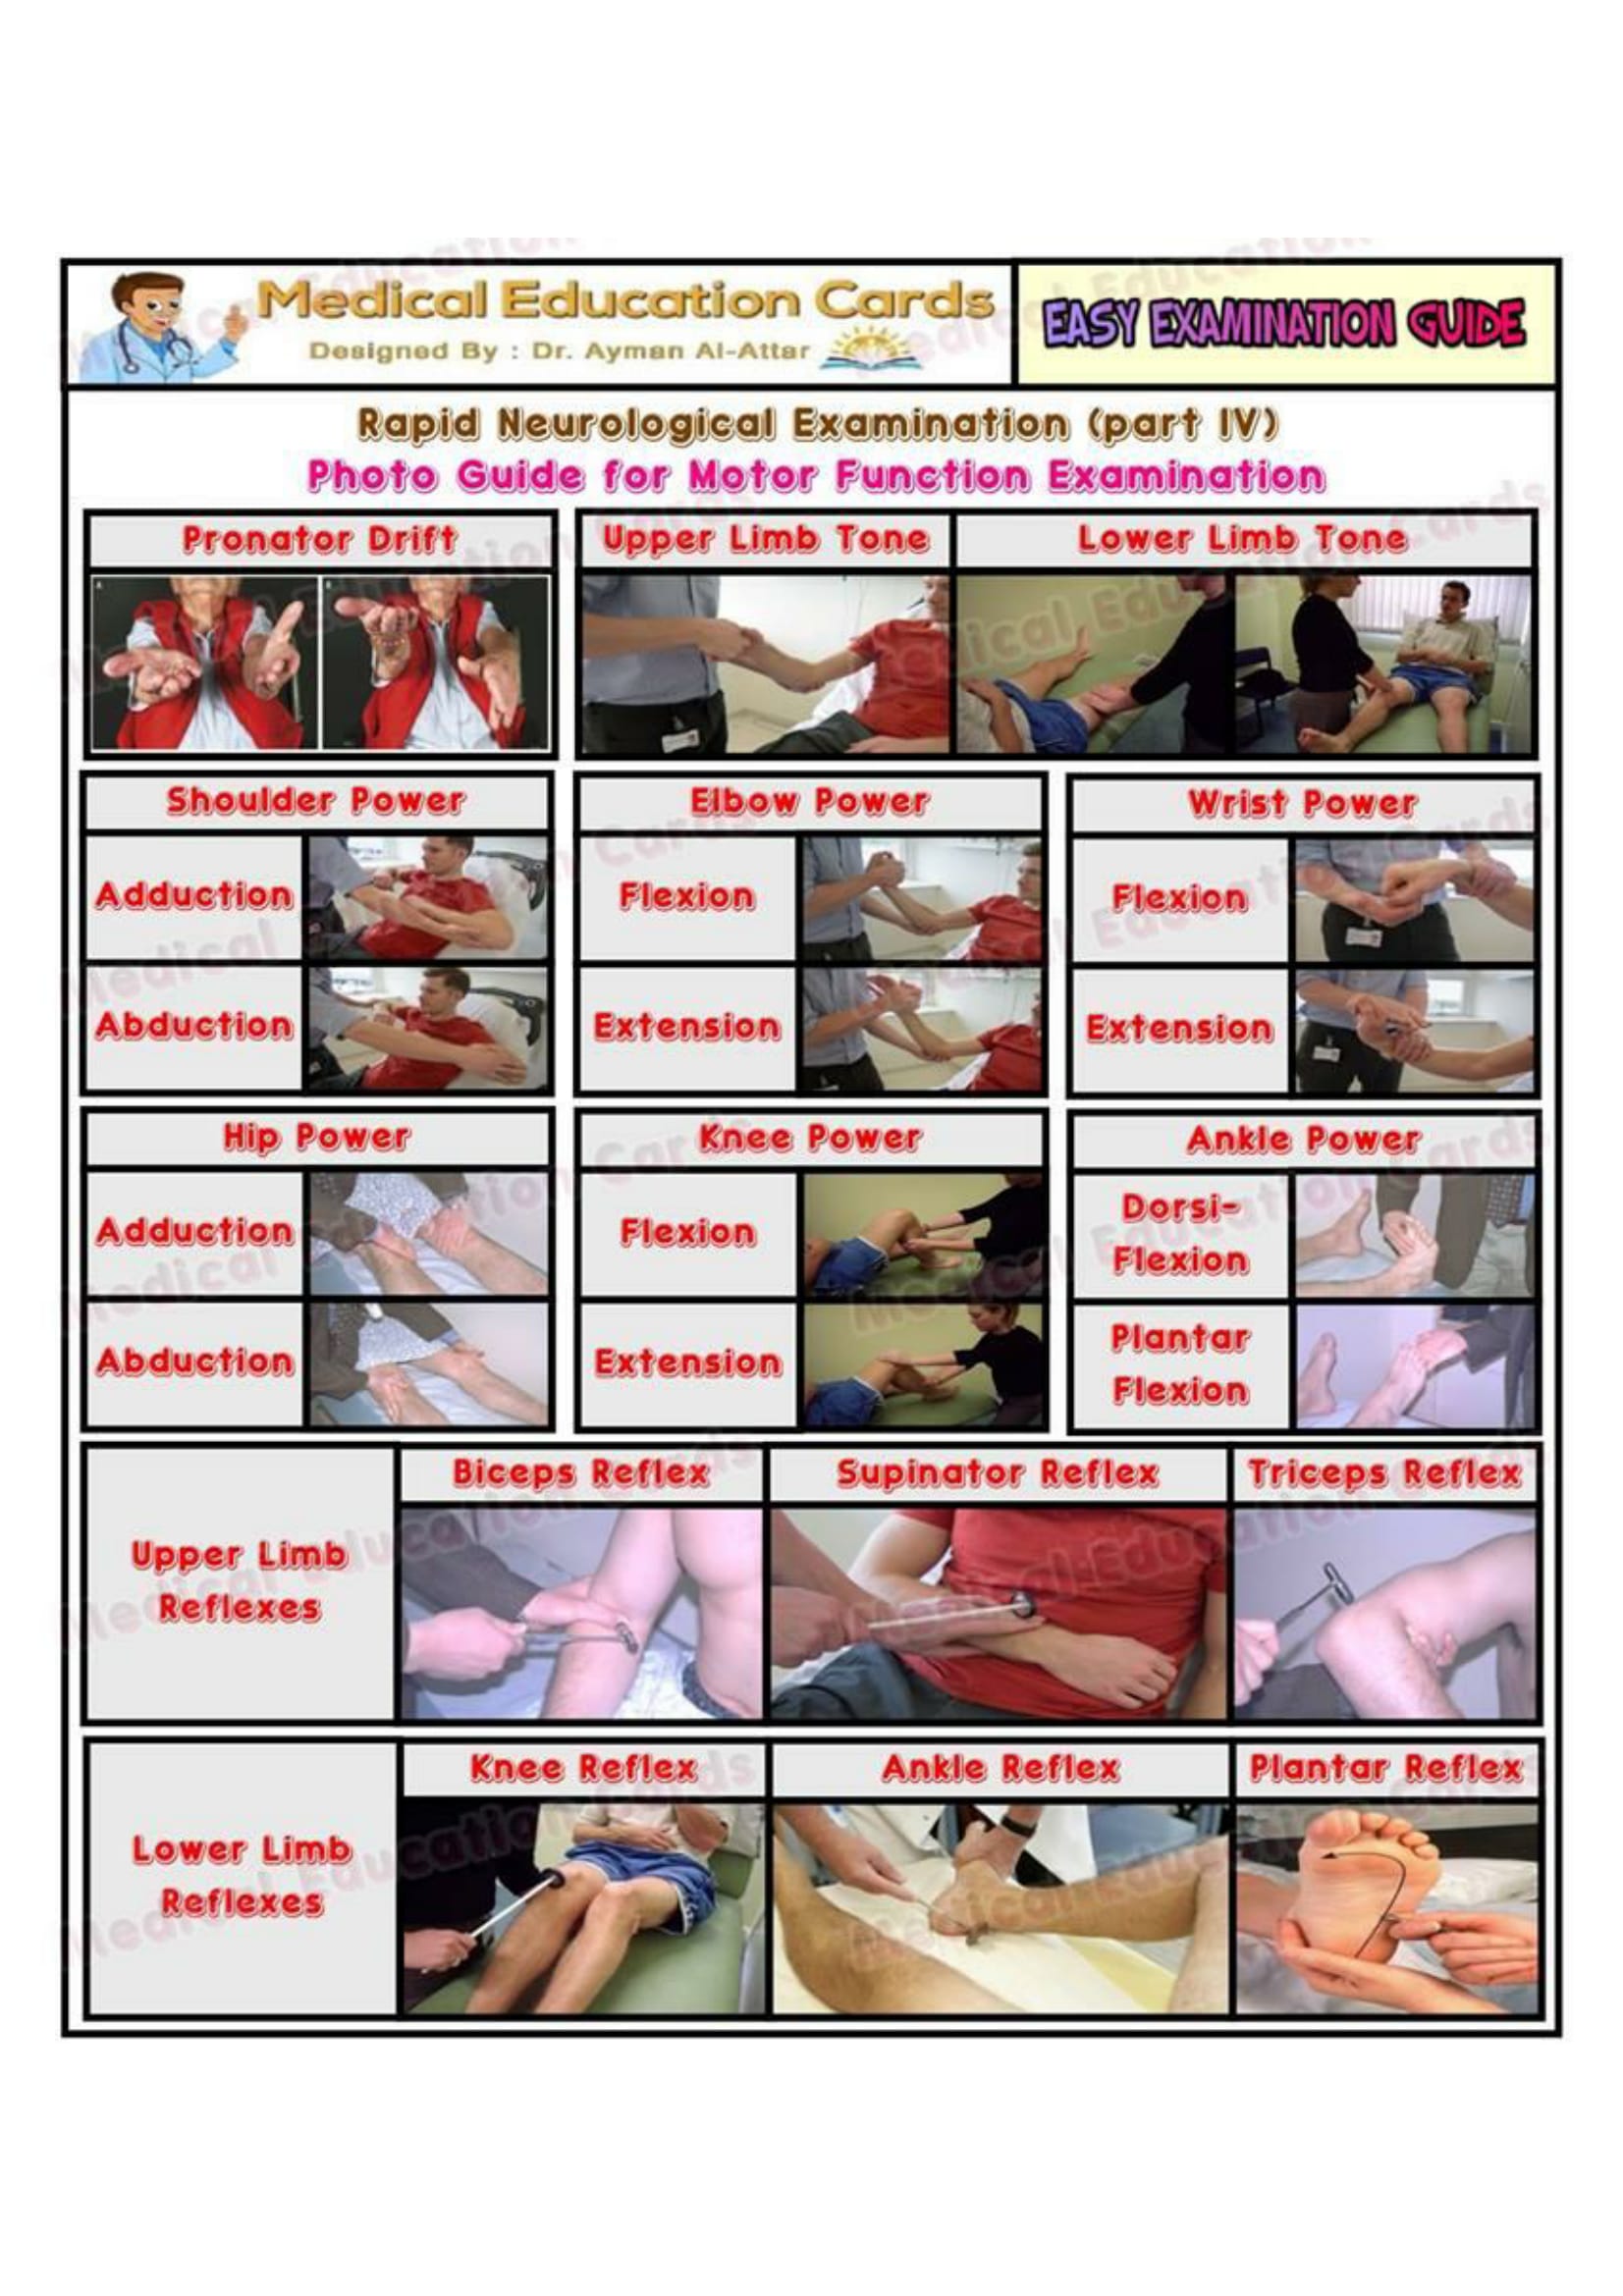 Medical Education Cards
Designed By : Dr. Ayman Al-Attar
EASY EXAMINATION GUIDE
Rapid Neurological Examination (part IV)
Photo Guide for Motor Function Examination
Pronator Drift
Upper Limb Tone
Lower Limb Tone
Shoulder Power
Adduction
Abduction
Elbow Power
Flexion
Extension
Wrist Power
Flexion
Extension
Hip Power
Adduction
Abduction
Knee Power
Flexion
Extension
Ankle Power
Dorsi-
Flexion
Plantar
Flexion
Upper Limb
Reflexes
Biceps Reflex
Supinator Reflex
Triceps Reflex
Lower Limb
Reflexes
Knee Reflex
Ankle Reflex
Plantar Reflex